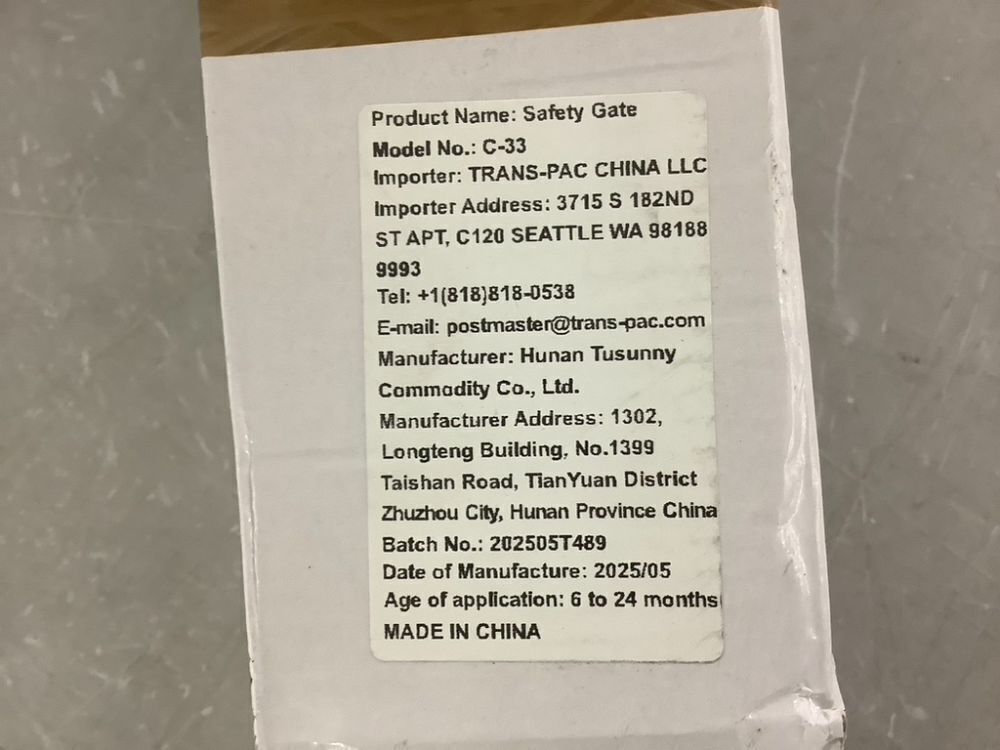 Product Name: Safety Gate
Model No.: C-33
Importer: TRANS-PAC CHINA LLC
Importer Address: 3715 S 182ND
ST APT, C120 SEATTLE WA 98188
9993
Tel: +1(818)818-0538
E-mail: postmaster@trans-pac.com
Manufacturer: Hunan Tusunny
Commodity Co., Ltd.
Manufacturer Address: 1302,
Longteng Building, No.1399
Taishan Road, TianYuan District
Zhuzhou City, Hunan Province China
Batch No.: 202505T489
Date of Manufacture: 2025/05
Age of application: 6 to 24 months
MADE IN CHINA